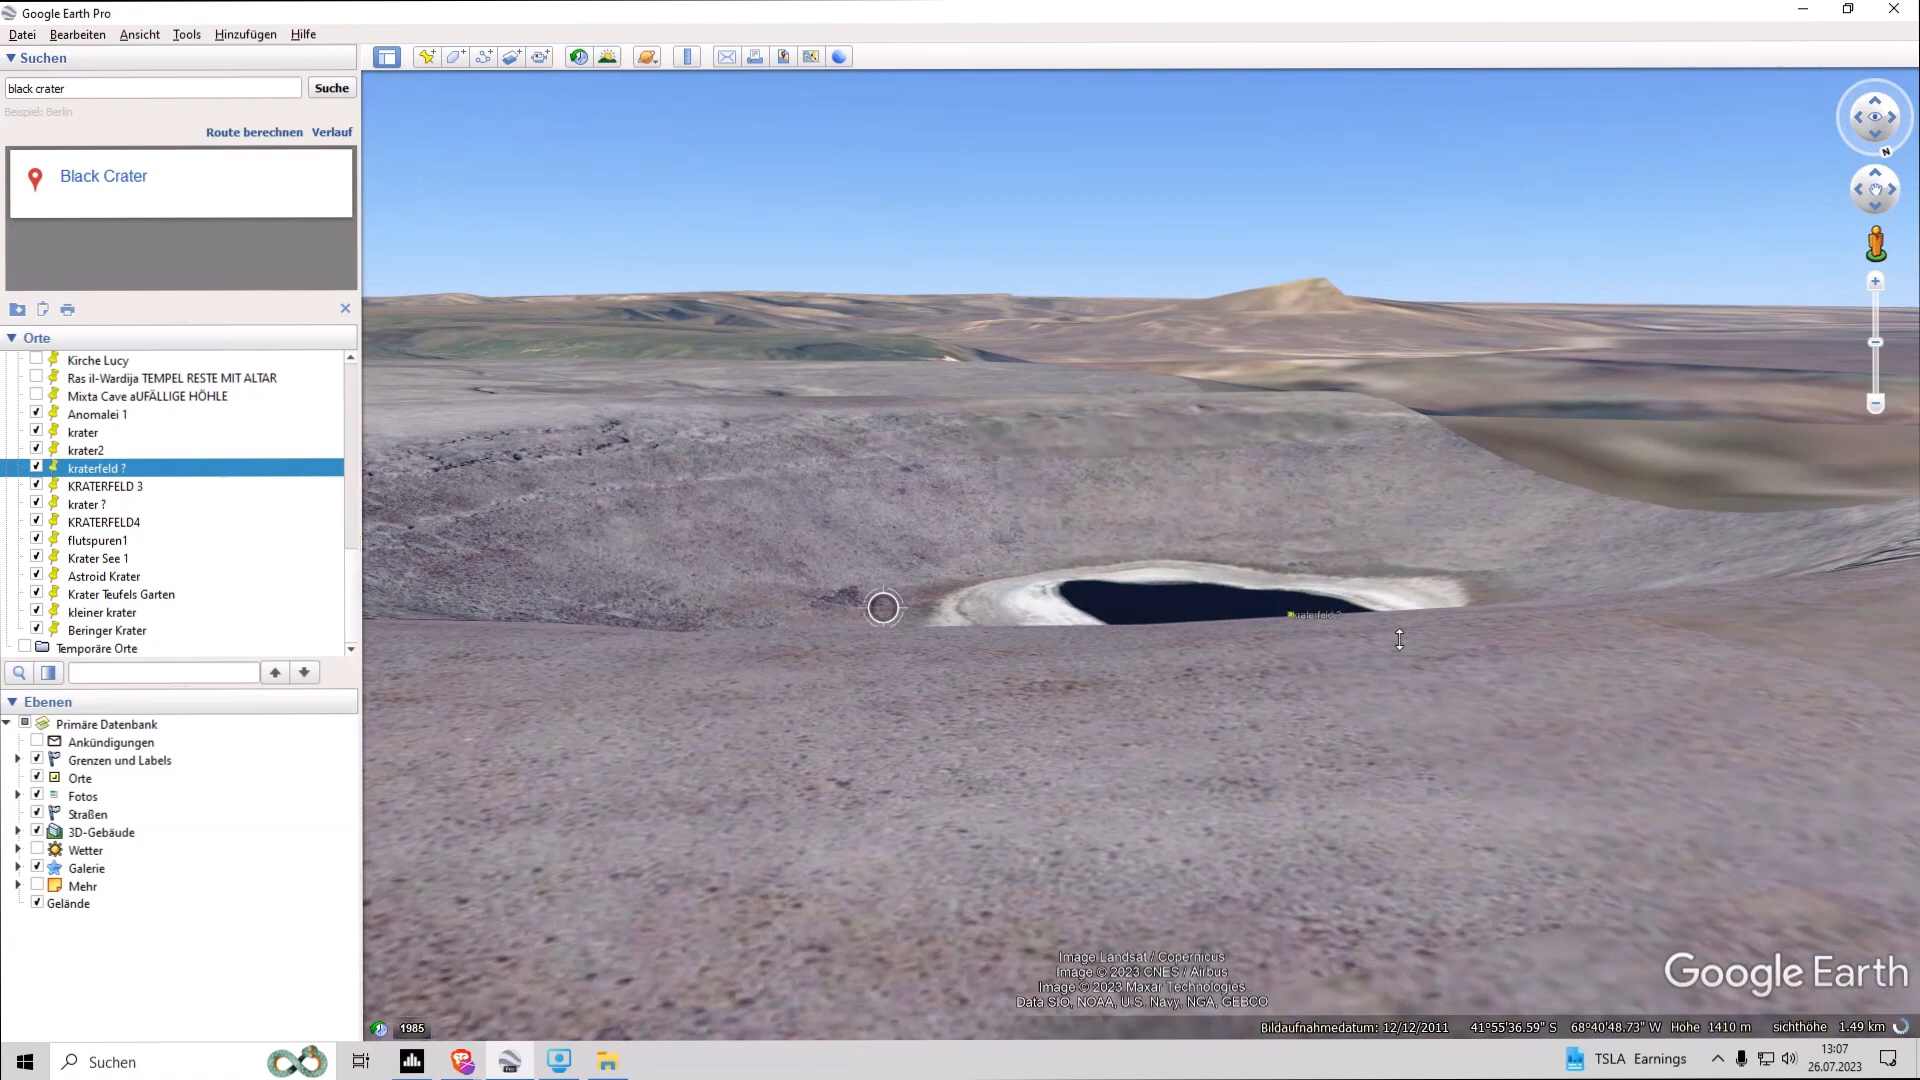 Google Earth Pro
Datei Bearbeiten Ansicht Tools Hinzufügen Hilfe
Suchen
black crater
Suche
Beispiel: Berlin
Route berechnen Verlauf
Black Crater
Orte
Kirche Lucy
Ras il-Wardija TEMPEL RESTE MIT ALTAR
Mixta Cave aUFÄLLIGE HÖHLE
Anomalei 1
krater
krater2
kraterfeld ?
KRATERFELD 3
krater ?
KRATERFELD4
flutspuren1
Krater See 1
Astroid Krater
Krater Teufels Garten
kleiner krater
Beringer Krater
Temporäre Orte
Ebenen
Primäre Datenbank
Ankündigungen
Grenzen und Labels
Orte
Fotos
Straßen
3D-Gebäude
Wetter
Galerie
Mehr
Gelände
N
kraterfeld ?
Image Landsat / Copernicus
Image © 2023 CNES / Airbus
Image © 2023 Maxar Technologies
Data SIO, NOAA, U.S. Navy, NGA, GEBCO
Google Earth
1985
Bildaufnahmedatum: 12/12/2011 41°55'36.59" S 68°40'48.73" W Höhe 1410 m sichthöhe 1.49 km
Suchen
Pro
TSLA Earnings
13:07
26.07.2023